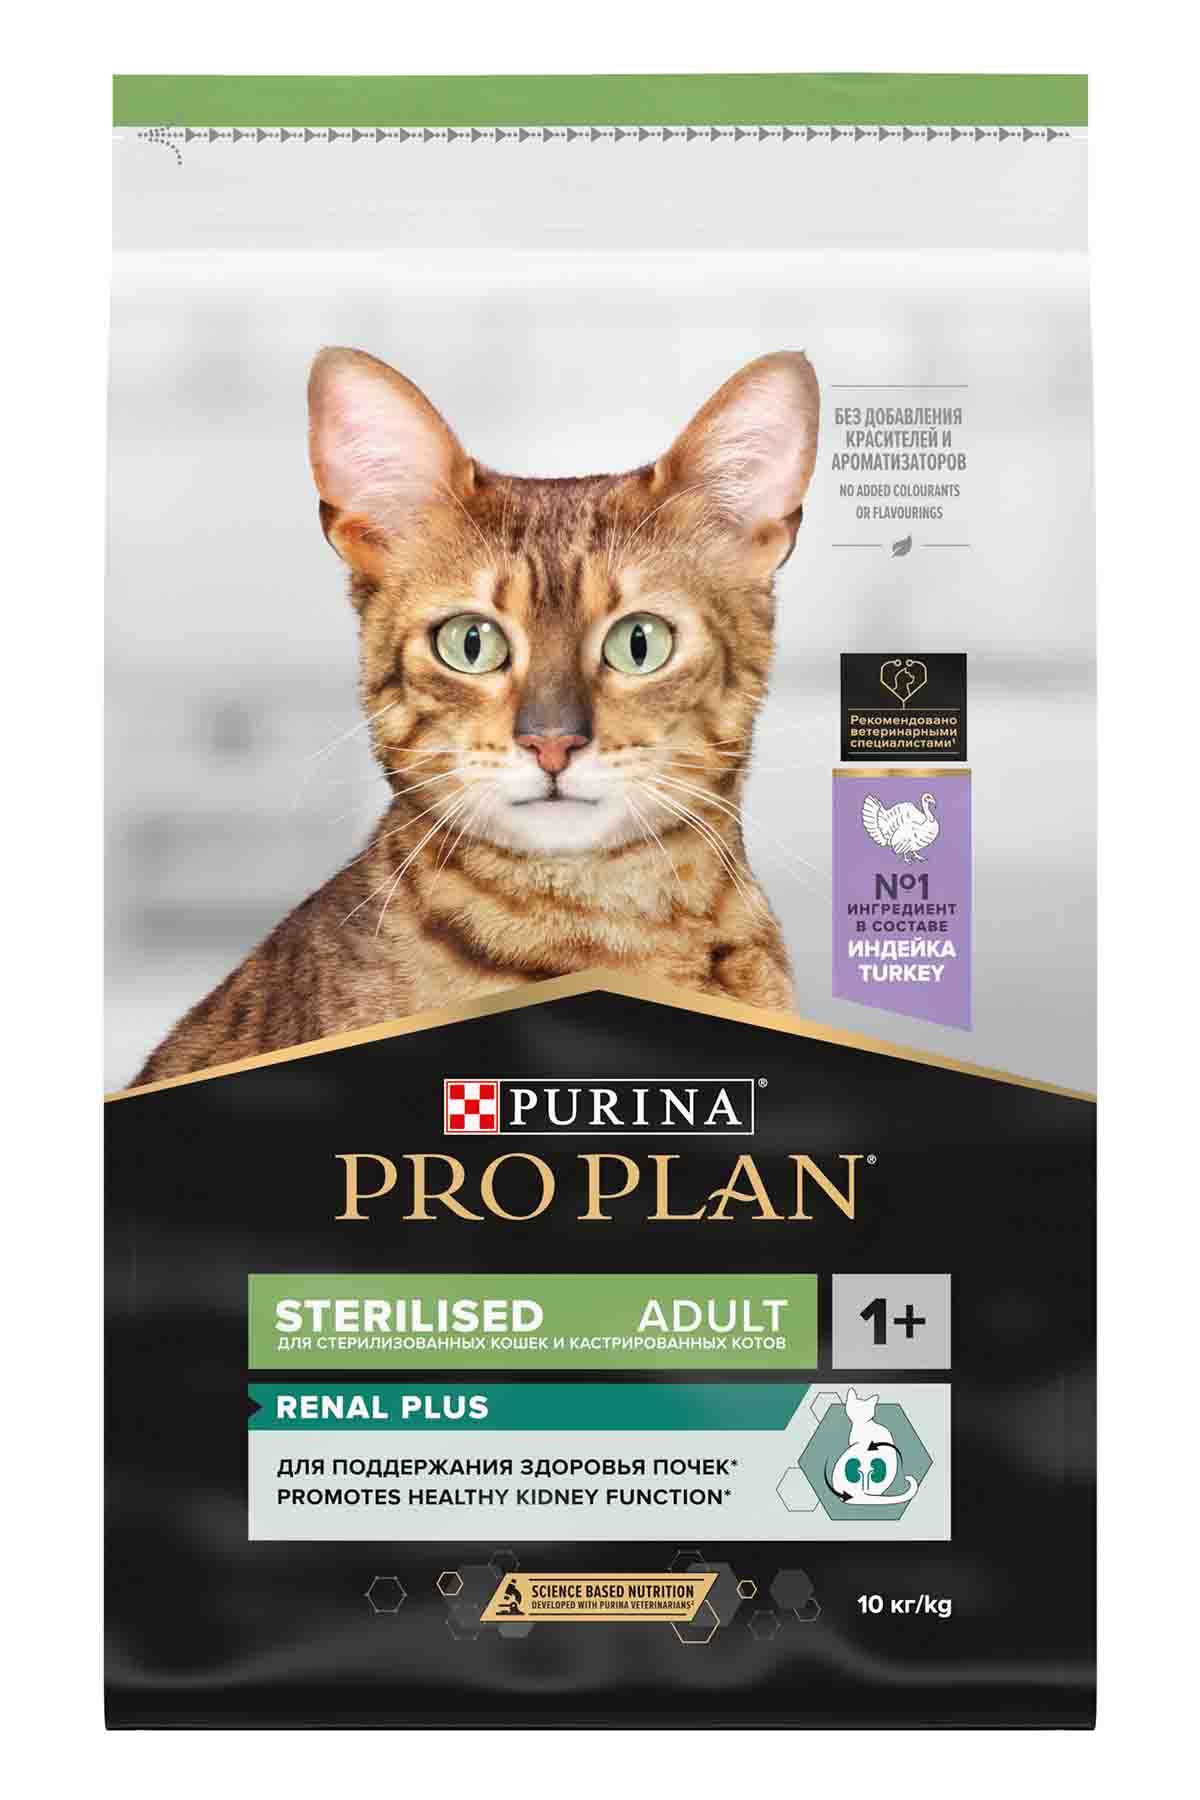 БЕЗ ДОБАВЛЕНИЯ
КРАСИТЕЛЕЙ И
АРОМАТИЗАТОРОВ
NO ADDED COLOURANTS
OR FLAVOURINGS
Рекомендовано
ветеринарными
специалистами¹
№1
ИНГРЕДИЕНТ
В СОСТАВЕ
ИНДЕЙКА
TURKEY
PURINA®
PRO PLAN®
STERILISED ADULT 1+
ДЛЯ СТЕРИЛИЗОВАННЫХ КОШЕК И КАСТРИРОВАННЫХ КОТОВ
RENAL PLUS
ДЛЯ ПОДДЕРЖАНИЯ ЗДОРОВЬЯ ПОЧЕК*
PROMOTES HEALTHY KIDNEY FUNCTION*
SCIENCE BASED NUTRITION
DEVELOPED WITH PURINA VETERINARIANS²
10 кг/kg